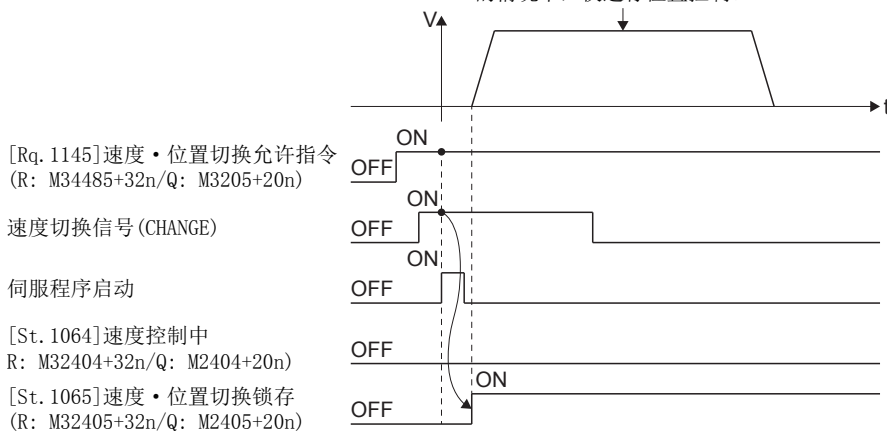 V
t
[Rq.1145]速度・位置切换允许指令
ON
(R: M34485+32n/Q: M3205+20n)
OFF
ON
速度切换信号(CHANGE)
OFF
ON
伺服程序启动
OFF
[St.1064]速度控制中
R: M32404+32n/Q: M2404+20n)
OFF
[St.1065]速度・位置切换锁存
ON
(R: M32405+32n/Q: M2405+20n)
OFF